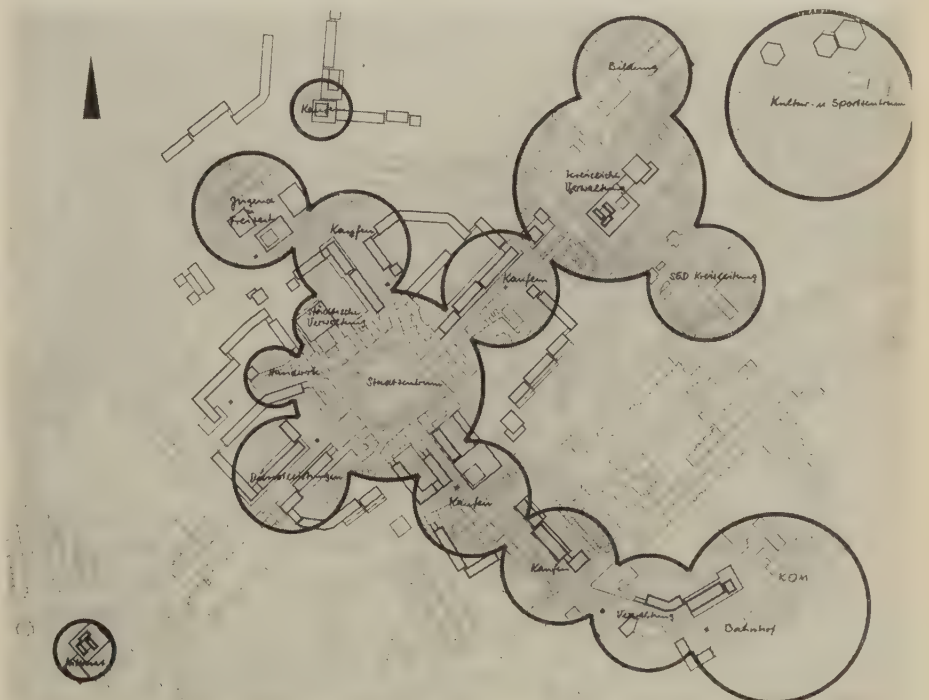 Bildung
Kultur- u Sportzentrum
Kaufen
Kreisliche
Verwaltung
Jugend
Freizeit
Kaufen
SED Kreisleitung
Kaufen
Städtische
Verwaltung
Handwerk
Stadtzentrum
Dienstleistungen
Kaufen
Kaufen
KOM
Verwaltung
Bahnhof